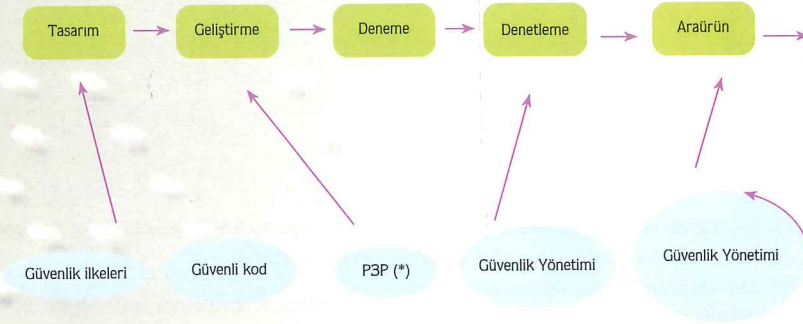 Tasarım
Geliştirme
Deneme
Denetleme
Araürün
Güvenlik ilkeleri
Güvenli kod
P3P (*)
Güvenlik Yönetimi
Güvenlik Yönetimi